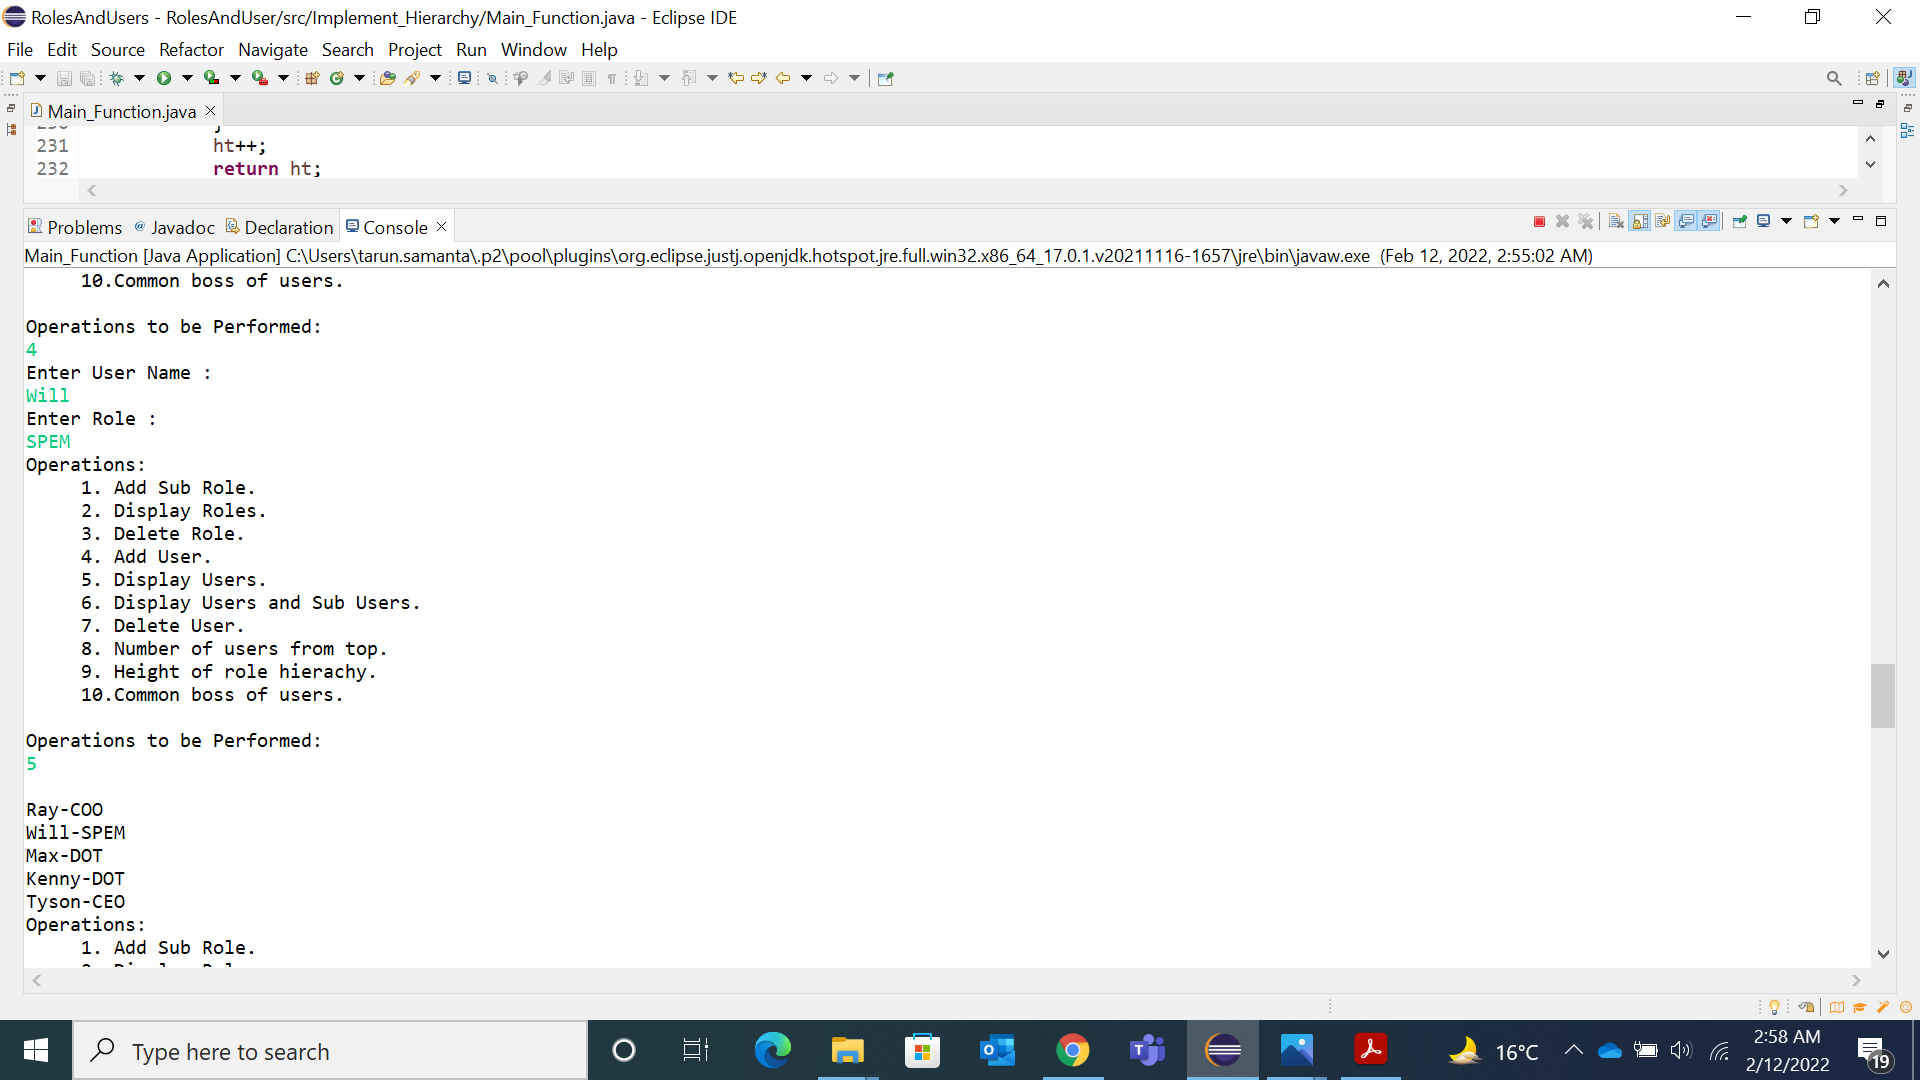 RolesAndUsers - RolesAndUser/src/Implement_Hierarchy/Main_Function.java - Eclipse IDE
File Edit Source Refactor Navigate Search Project Run Window Help
Main_Function.java
231 ht++;
232 return ht;
Problems Javadoc Declaration Console
Main_Function [Java Application] C:\Users\tarun.samanta\.p2\pool\plugins\org.eclipse.justj.openjdk.hotspot.jre.full.win32.x86_64_17.0.1.v20211116-1657\jre\bin\javaw.exe (Feb 12, 2022, 2:55:02 AM)
10.Common boss of users.
Operations to be Performed:
4
Enter User Name :
Will
Enter Role :
SPEM
Operations:
1. Add Sub Role.
2. Display Roles.
3. Delete Role.
4. Add User.
5. Display Users.
6. Display Users and Sub Users.
7. Delete User.
8. Number of users from top.
9. Height of role hierachy.
10.Common boss of users.
Operations to be Performed:
5
Ray-COO
Will-SPEM
Max-DOT
Kenny-DOT
Tyson-CEO
Operations:
1. Add Sub Role.
Type here to search
16°C
2:58 AM
2/12/2022
19